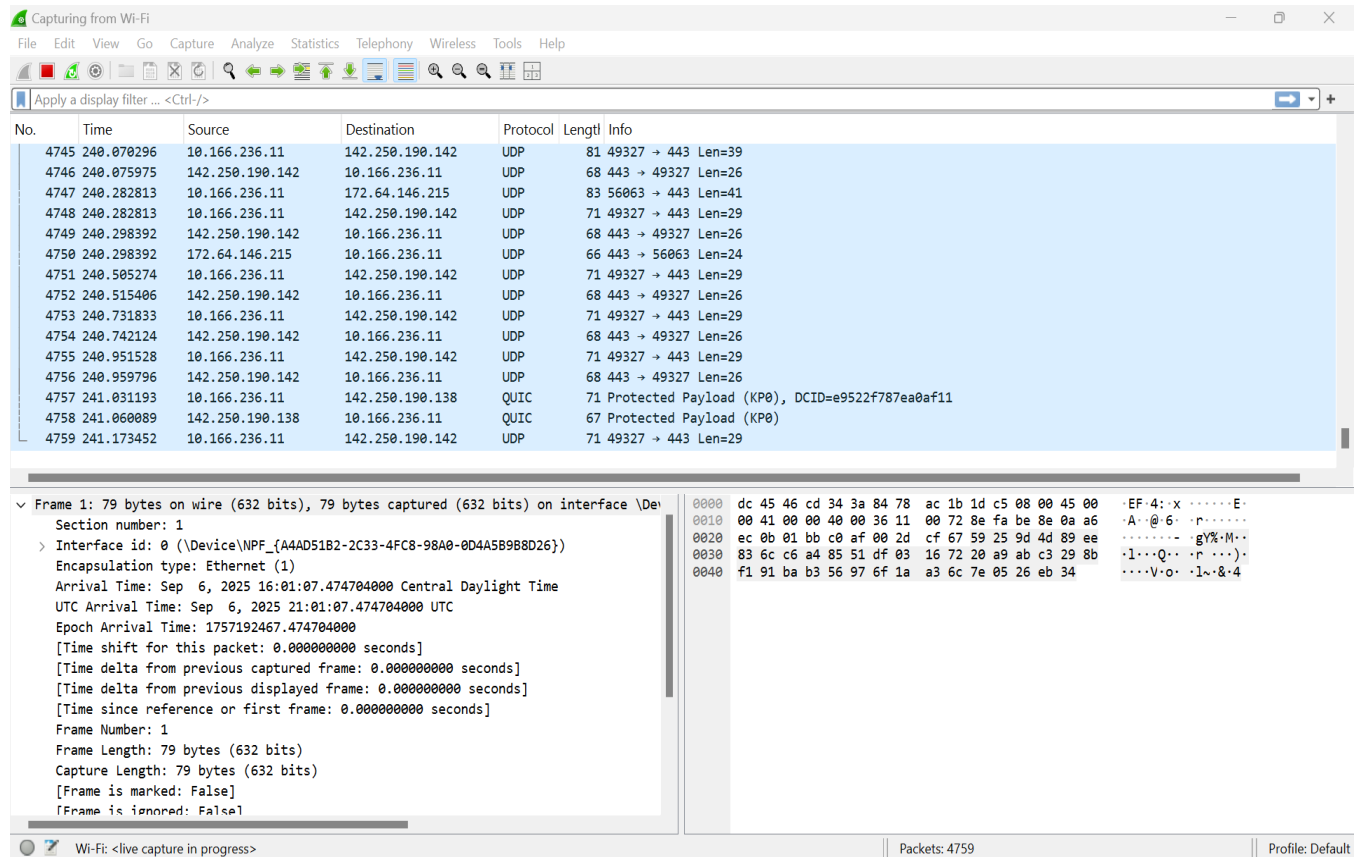 Capturing from Wi-Fi
File Edit View Go Capture Analyze Statistics Telephony Wireless Tools Help
Apply a display filter ... <Ctrl-/>
No. Time Source Destination Protocol Lengtl Info
4745 240.070296 10.166.236.11 142.250.190.142 UDP 81 49327 → 443 Len=39
4746 240.075975 142.250.190.142 10.166.236.11 UDP 68 443 → 49327 Len=26
4747 240.282813 10.166.236.11 172.64.146.215 UDP 83 56063 → 443 Len=41
4748 240.282813 10.166.236.11 142.250.190.142 UDP 71 49327 → 443 Len=29
4749 240.298392 142.250.190.142 10.166.236.11 UDP 68 443 → 49327 Len=26
4750 240.298392 172.64.146.215 10.166.236.11 UDP 66 443 → 56063 Len=24
4751 240.505274 10.166.236.11 142.250.190.142 UDP 71 49327 → 443 Len=29
4752 240.515406 142.250.190.142 10.166.236.11 UDP 68 443 → 49327 Len=26
4753 240.731833 10.166.236.11 142.250.190.142 UDP 71 49327 → 443 Len=29
4754 240.742124 142.250.190.142 10.166.236.11 UDP 68 443 → 49327 Len=26
4755 240.951528 10.166.236.11 142.250.190.142 UDP 71 49327 → 443 Len=29
4756 240.959796 142.250.190.142 10.166.236.11 UDP 68 443 → 49327 Len=26
4757 241.031193 10.166.236.11 142.250.190.138 QUIC 71 Protected Payload (KP0), DCID=e9522f787ea0af11
4758 241.060089 142.250.190.138 10.166.236.11 QUIC 67 Protected Payload (KP0)
4759 241.173452 10.166.236.11 142.250.190.142 UDP 71 49327 → 443 Len=29
Frame 1: 79 bytes on wire (632 bits), 79 bytes captured (632 bits) on interface \Dev
Section number: 1
Interface id: 0 (\Device\NPF_{A4AD51B2-2C33-4FC8-98A0-0D4A5B9B8D26})
Encapsulation type: Ethernet (1)
Arrival Time: Sep  6, 2025 16:01:07.474704000 Central Daylight Time
UTC Arrival Time: Sep  6, 2025 21:01:07.474704000 UTC
Epoch Arrival Time: 1757192467.474704000
[Time shift for this packet: 0.000000000 seconds]
[Time delta from previous captured frame: 0.000000000 seconds]
[Time delta from previous displayed frame: 0.000000000 seconds]
[Time since reference or first frame: 0.000000000 seconds]
Frame Number: 1
Frame Length: 79 bytes (632 bits)
Capture Length: 79 bytes (632 bits)
[Frame is marked: False]
[Frame is ignored: False]
0000 dc 45 46 cd 34 3a 84 78 ac 1b 1d c5 08 00 45 00 ·EF·4:·x ······E·
0010 00 41 00 00 40 00 36 11 00 72 8e fa be 8e 0a a6 ·A··@·6· ·r······
0020 ec 0b 01 bb c0 af 00 2d cf 67 59 25 9d 4d 89 ee ·······- ·gY%·M··
0030 83 6c c6 a4 85 51 df 03 16 72 20 a9 ab c3 29 8b ·l···Q·· ·r ···)·
0040 f1 91 ba b3 56 97 6f 1a a3 6c 7e 05 26 eb 34 ····V·o· ·l~·&·4
Wi-Fi: <live capture in progress> Packets: 4759 Profile: Default